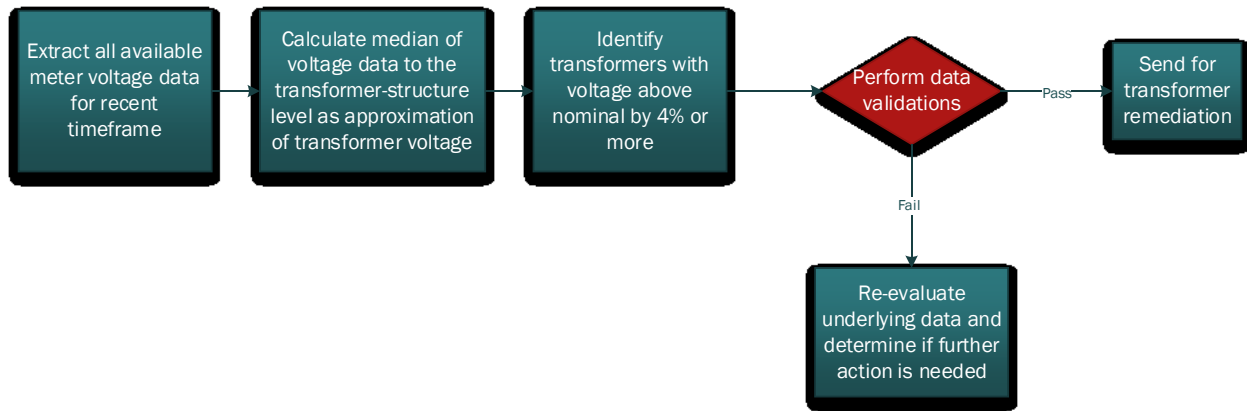 Extract all available
meter voltage data
for recent
timeframe
Calculate median of
voltage data to the
transformer-structure
level as approximation
of transformer voltage
Identify
transformers with
voltage above
nominal by 4% or
more
Perform data
validations
Pass
Send for
transformer
remediation
Fail
Re-evaluate
underlying data and
determine if further
action is needed